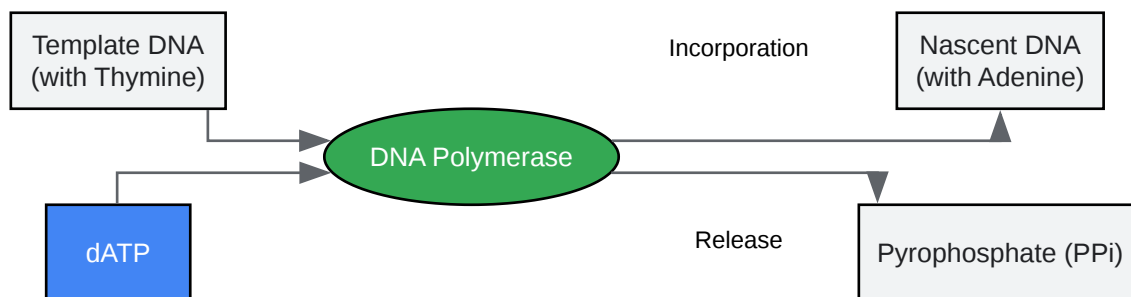 Template DNA
(with Thymine)
Incorporation
Nascent DNA
(with Adenine)
DNA Polymerase
dATP
Release
Pyrophosphate (PPi)